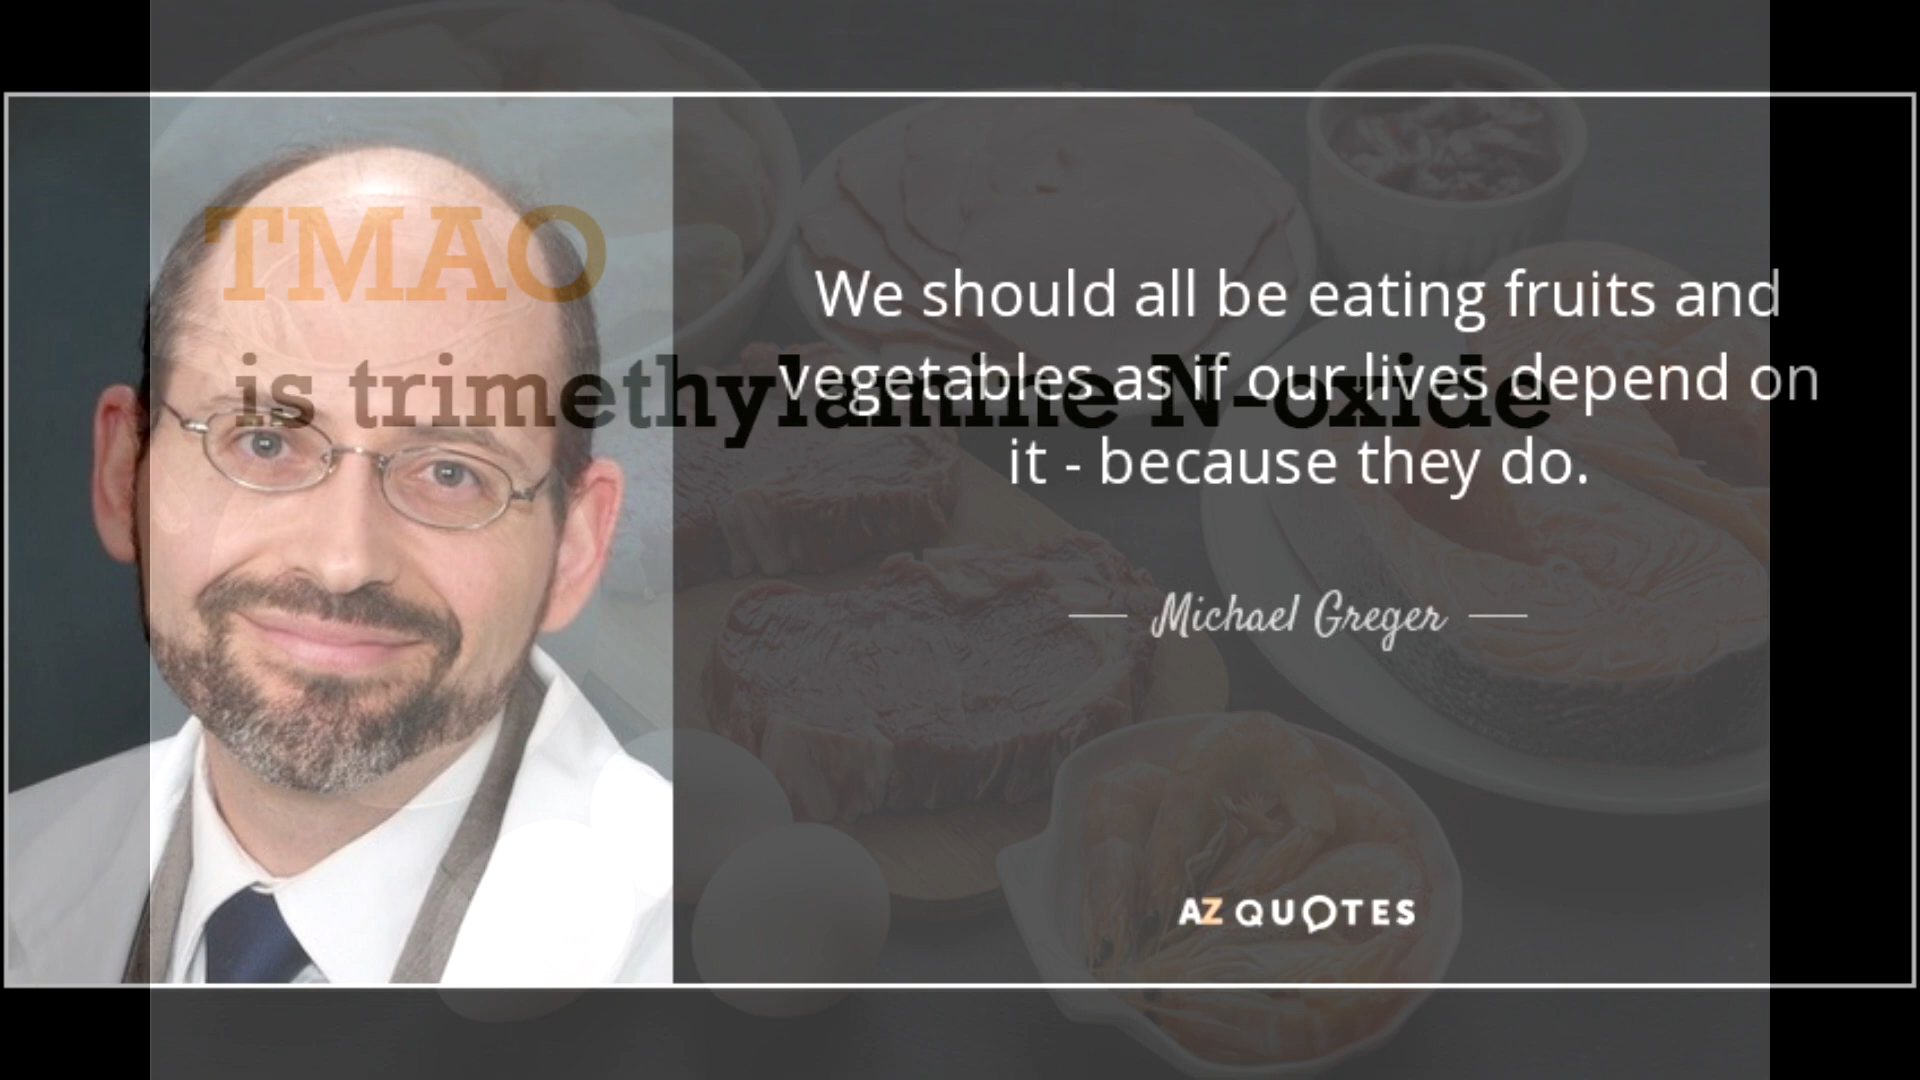 TMAO
is trimethylamine N-oxide
We should all be eating fruits and
vegetables as if our lives depend on
it - because they do.
Michael Greger
AZ QUOTES